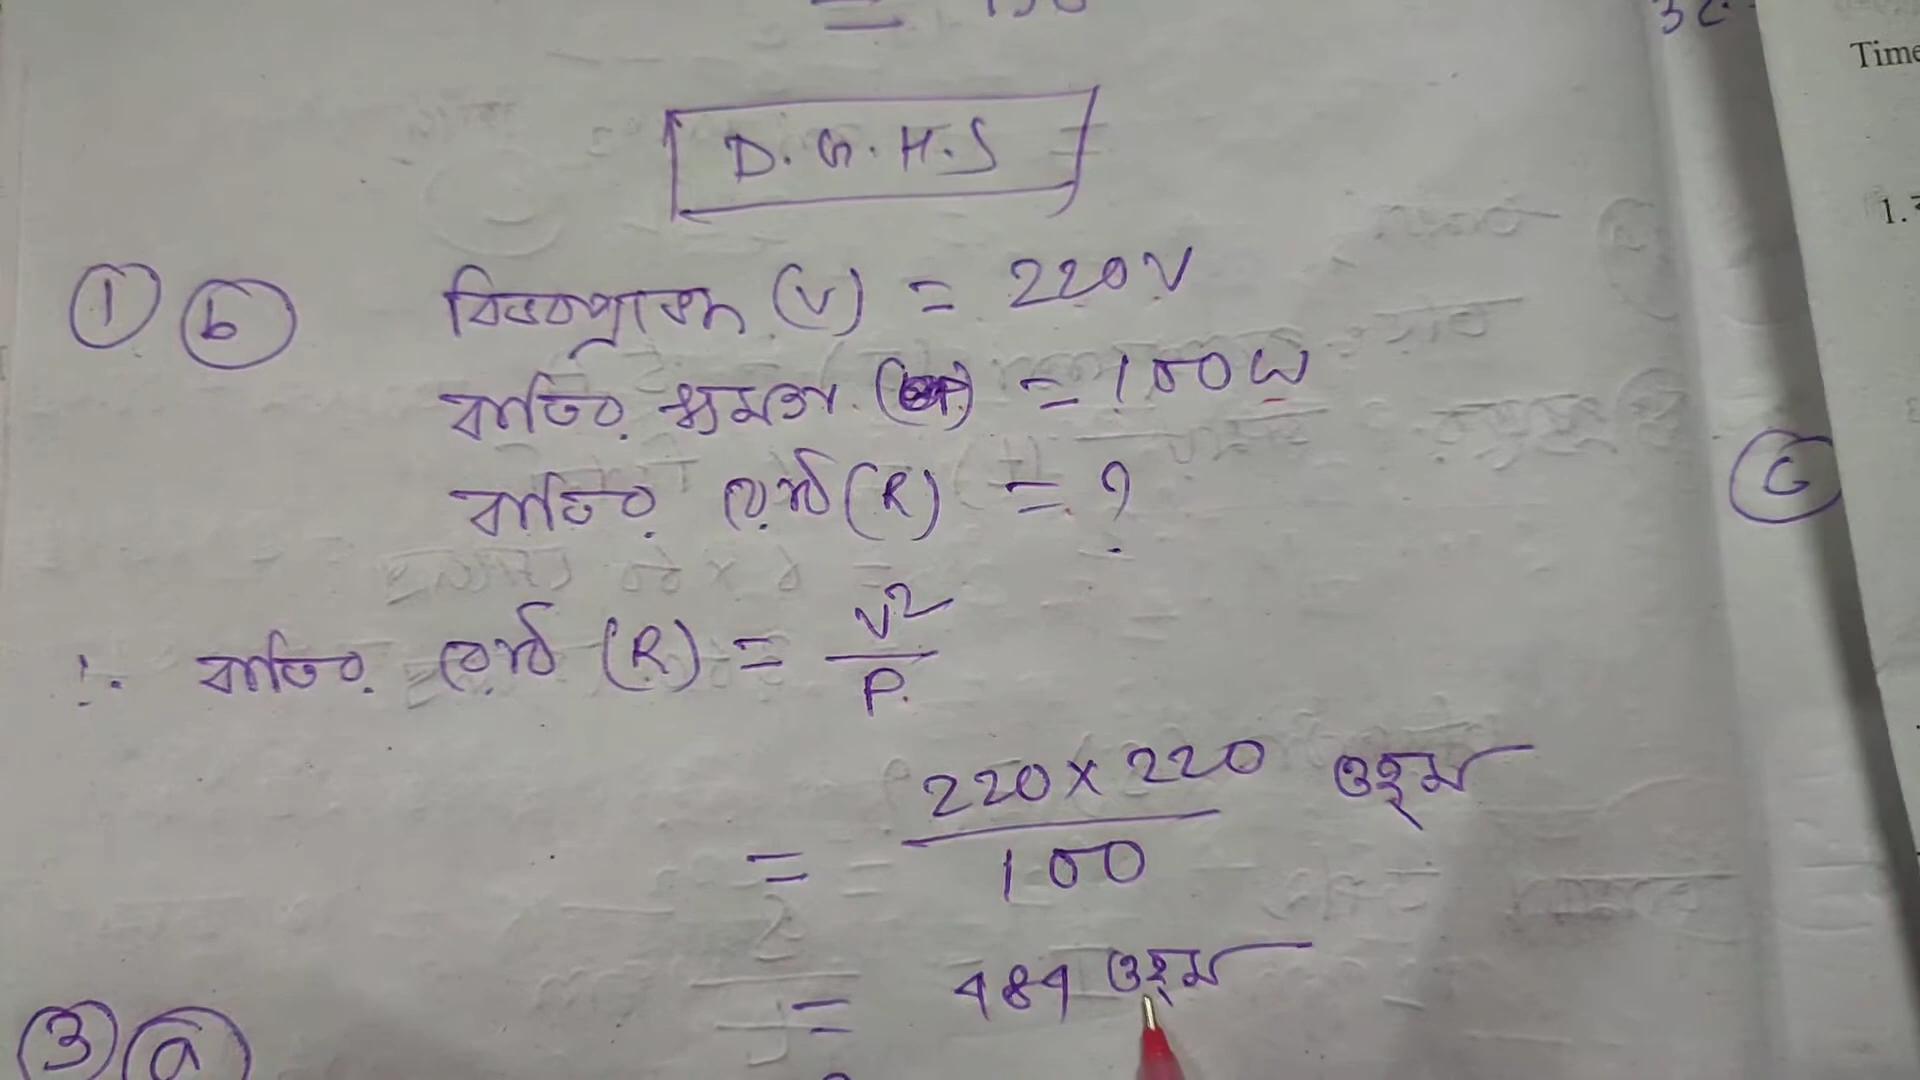 D.G.H.S
① ⓑ বিভবপ্রভেদ (V) = 220V
বাতির ক্ষমতা () = 100W
বাতির রোধ (R) = ?
∴ বাতির রোধ (R) = V²/P.
= 220×220/100 ওহম
= 484 ওহম
③ ⓐ
Time
1.